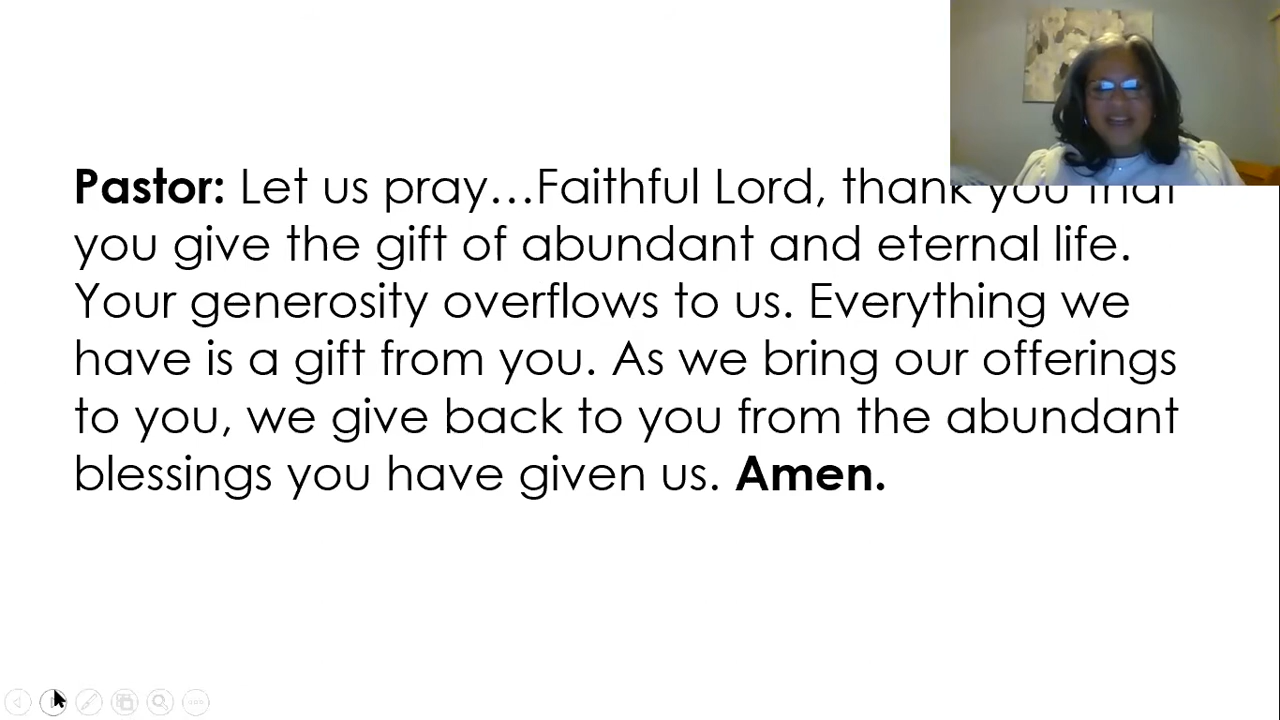 Pastor: Let us pray…Faithful Lord, thank you that
you give the gift of abundant and eternal life.
Your generosity overflows to us. Everything we
have is a gift from you. As we bring our offerings
to you, we give back to you from the abundant
blessings you have given us. Amen.